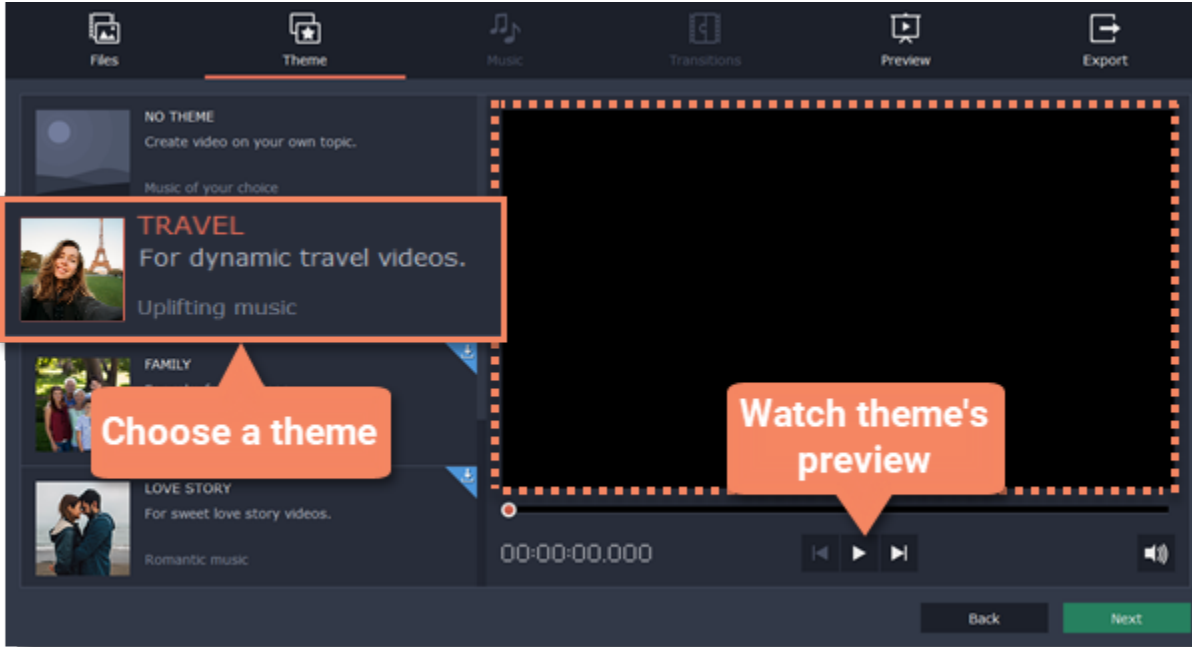 Files
Theme
Music
Transitions
Preview
Export
NO THEME
Create video on your own topic.
Music of your choice
TRAVEL
For dynamic travel videos.
Uplifting music
FAMILY
Choose a theme
LOVE STORY
For sweet love story videos.
Romantic music
Watch theme's
preview
00:00:00.000
Back
Next